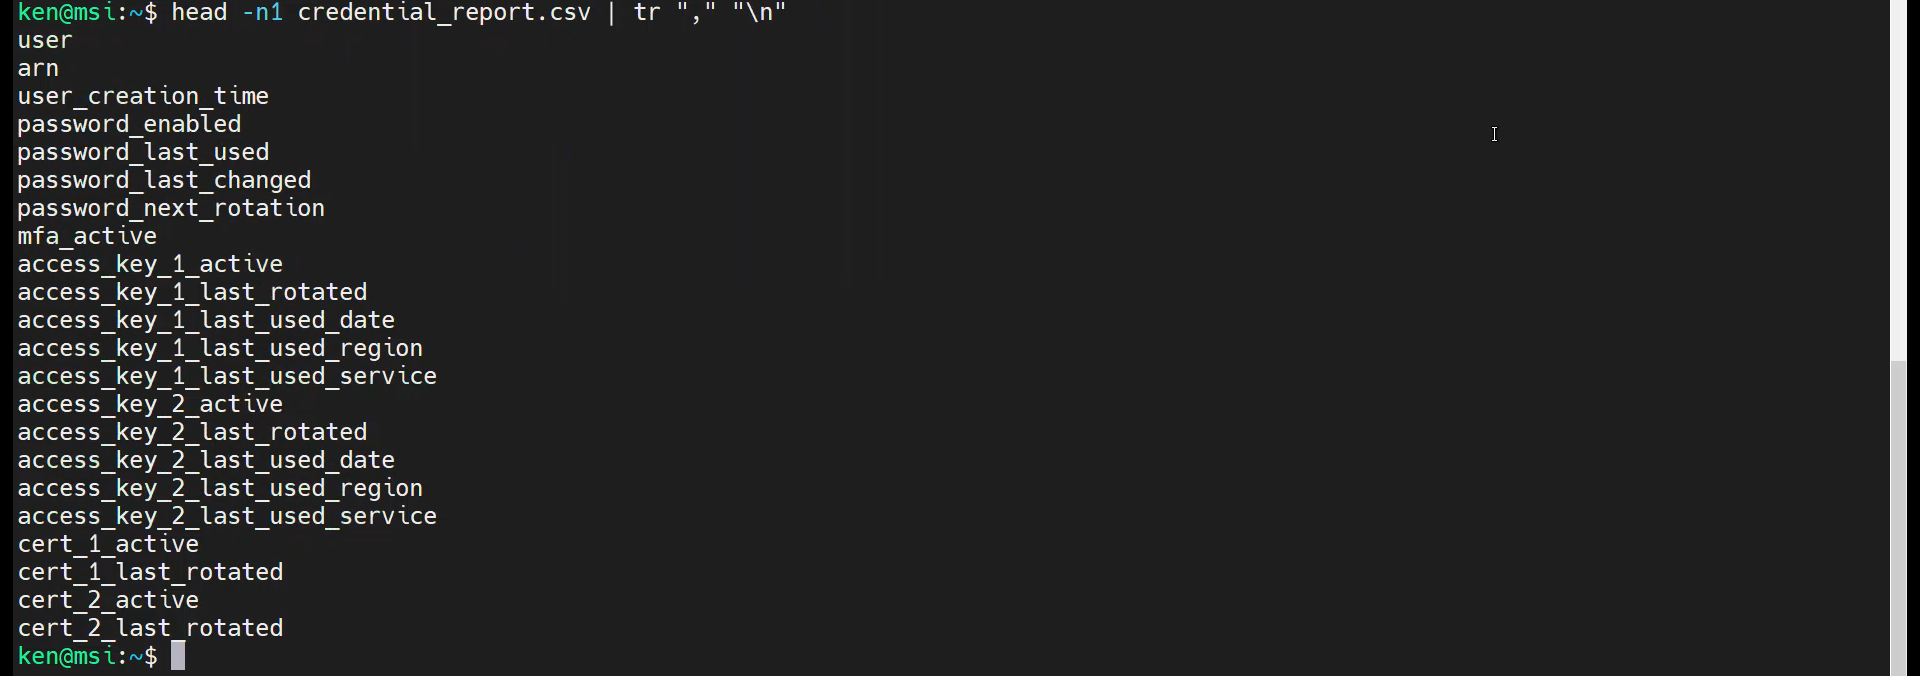 ken@msi:~$ head -n1 credential_report.csv | tr "," "\n"
user
arn
user_creation_time
password_enabled
password_last_used
password_last_changed
password_next_rotation
mfa_active
access_key_1_active
access_key_1_last_rotated
access_key_1_last_used_date
access_key_1_last_used_region
access_key_1_last_used_service
access_key_2_active
access_key_2_last_rotated
access_key_2_last_used_date
access_key_2_last_used_region
access_key_2_last_used_service
cert_1_active
cert_1_last_rotated
cert_2_active
cert_2_last_rotated
ken@msi:~$